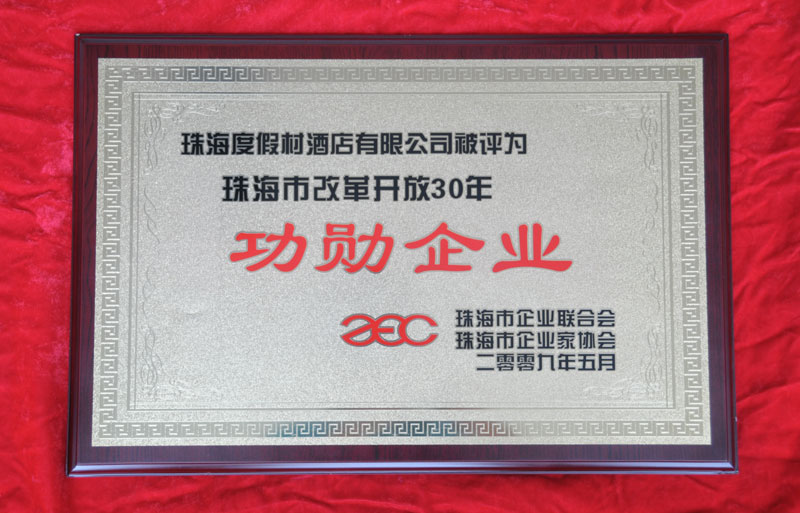 珠海度假村酒店有限公司被评为
珠海市改革开放30年
功勋企业
ZEC
珠海市企业联合会
珠海市企业家协会
二零零九年五月